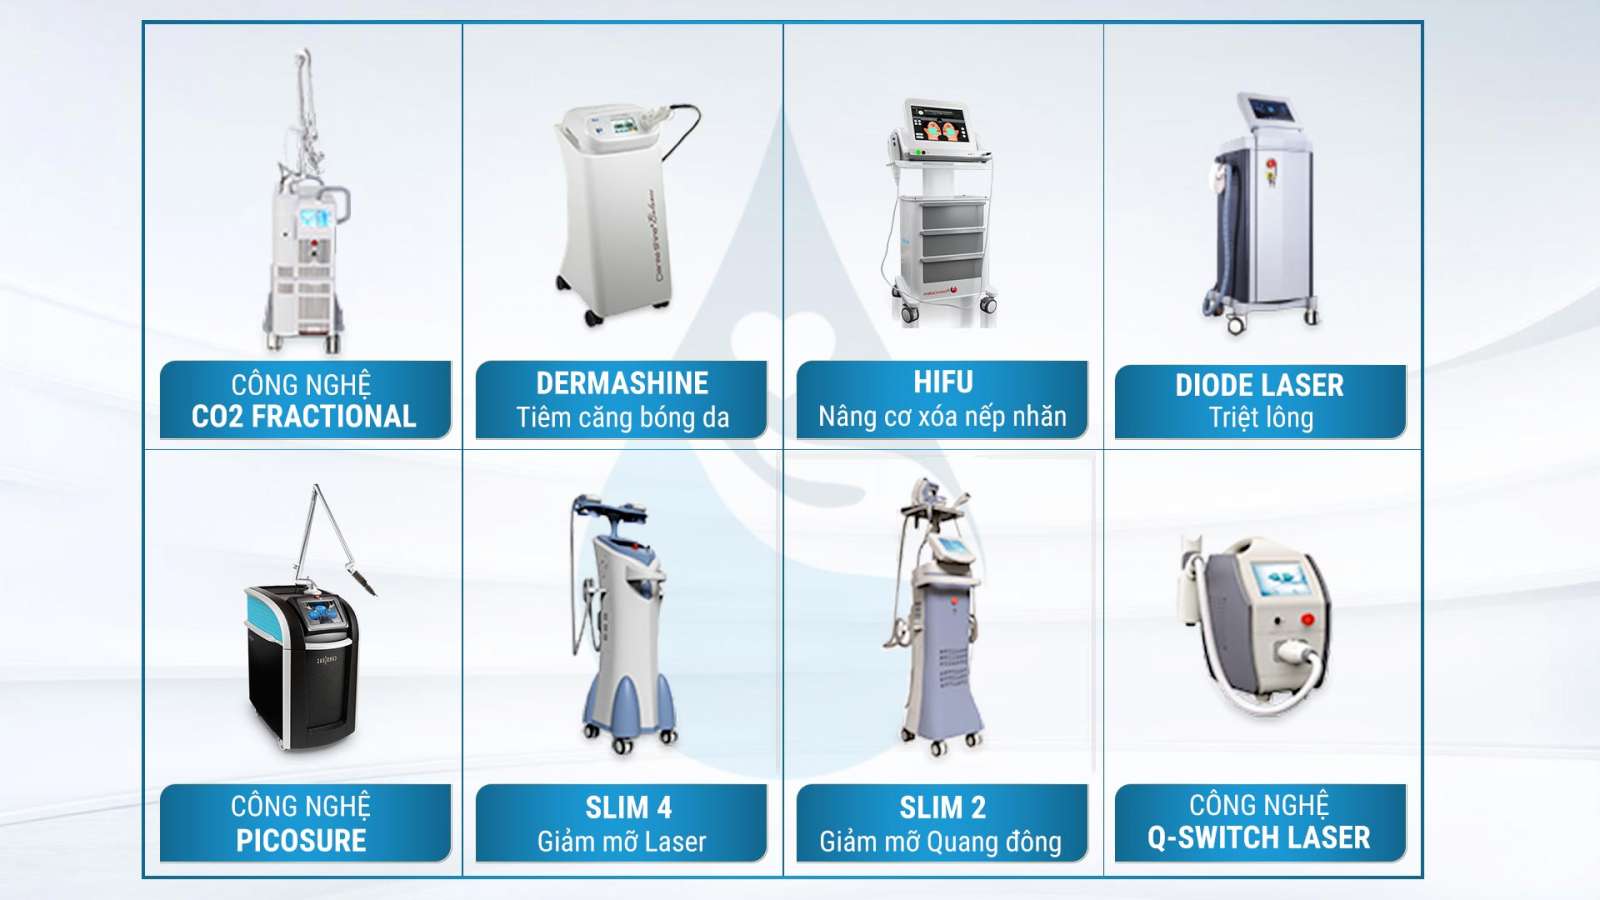 CÔNG NGHỆ
CO2 FRACTIONAL
DERMASHINE
Tiêm căng bóng da
HIFU
Nâng cơ xóa nếp nhăn
DIODE LASER
Triệt lông
CÔNG NGHỆ
PICOSURE
SLIM 4
Giảm mỡ Laser
SLIM 2
Giảm mỡ Quang đông
CÔNG NGHỆ
Q-SWITCH LASER